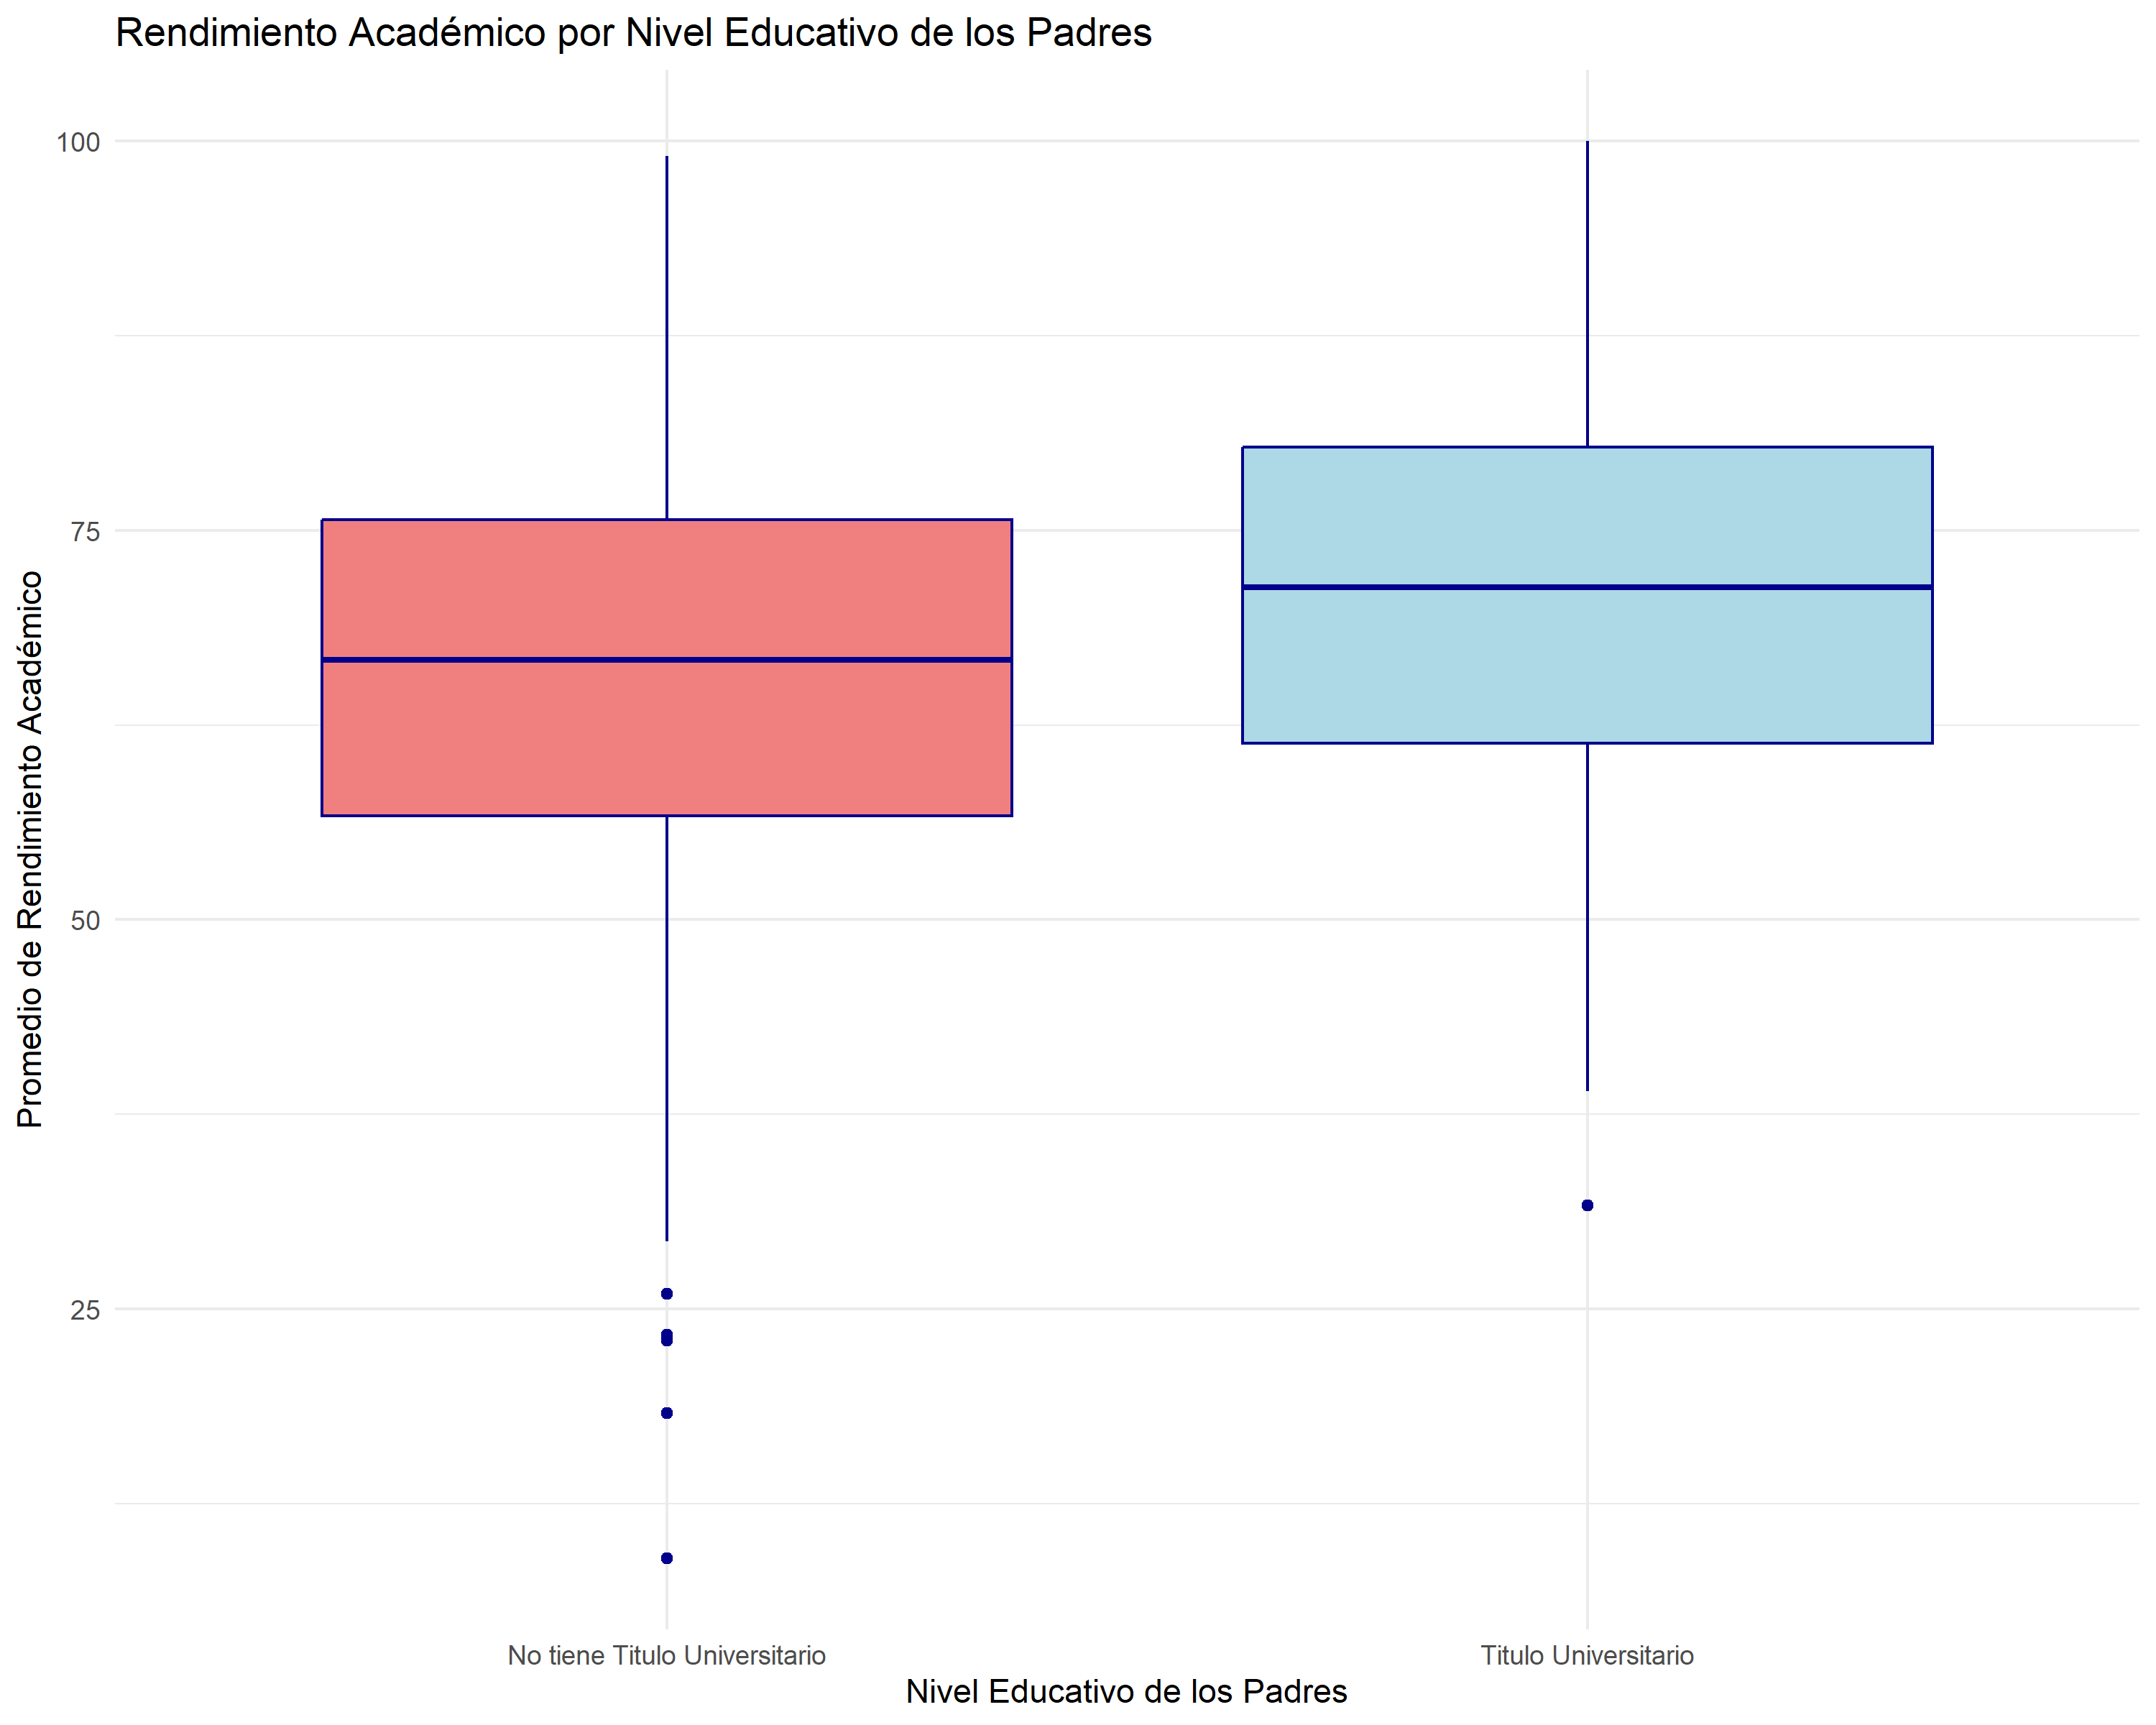 Rendimiento Académico por Nivel Educativo de los Padres
100
75
50
25
Promedio de Rendimiento Académico
No tiene Titulo Universitario
Titulo Universitario
Nivel Educativo de los Padres